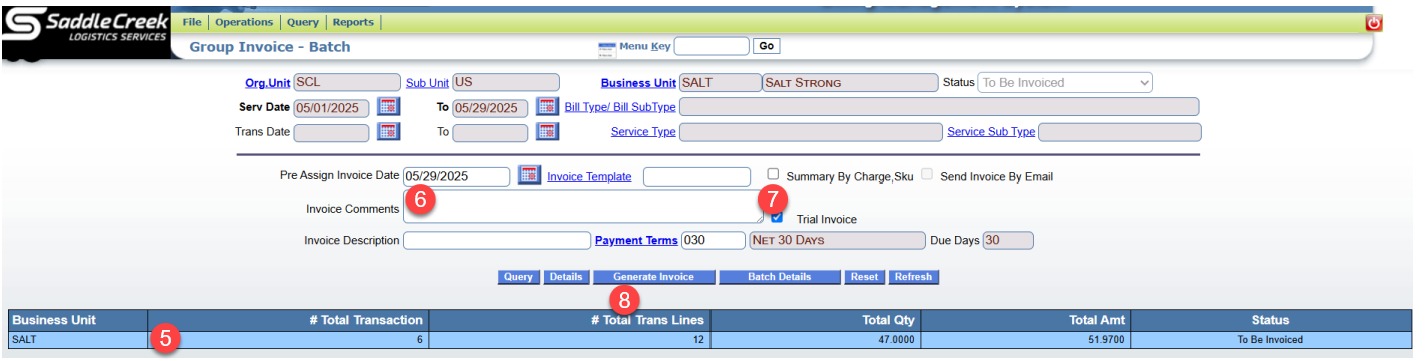 Saddle Creek
LOGISTICS SERVICES
File | Operations | Query | Reports |
Group Invoice - Batch
Menu Key Go
Org.Unit SCL Sub Unit US Business Unit SALT SALT STRONG Status To Be Invoiced
Serv Date 05/01/2025 To 05/29/2025 Bill Type/ Bill SubType
Trans Date To Service Type Service Sub Type
Pre Assign Invoice Date 05/29/2025 Invoice Template Summary By Charge,Sku Send Invoice By Email
6 7
Invoice Comments
Trial Invoice
Invoice Description Payment Terms 030 NET 30 DAYS Due Days 30
Query Details Generate Invoice Batch Details Reset Refresh
8
Business Unit # Total Transaction # Total Trans Lines Total Qty Total Amt Status
SALT 5 6 12 47.0000 51.9700 To Be Invoiced